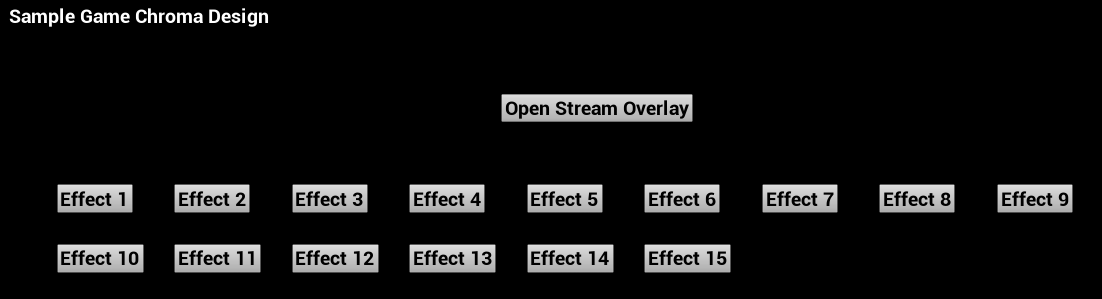 Sample Game Chroma Design
Open Stream Overlay
Effect 1 Effect 2 Effect 3 Effect 4 Effect 5 Effect 6 Effect 7 Effect 8 Effect 9
Effect 10 Effect 11 Effect 12 Effect 13 Effect 14 Effect 15